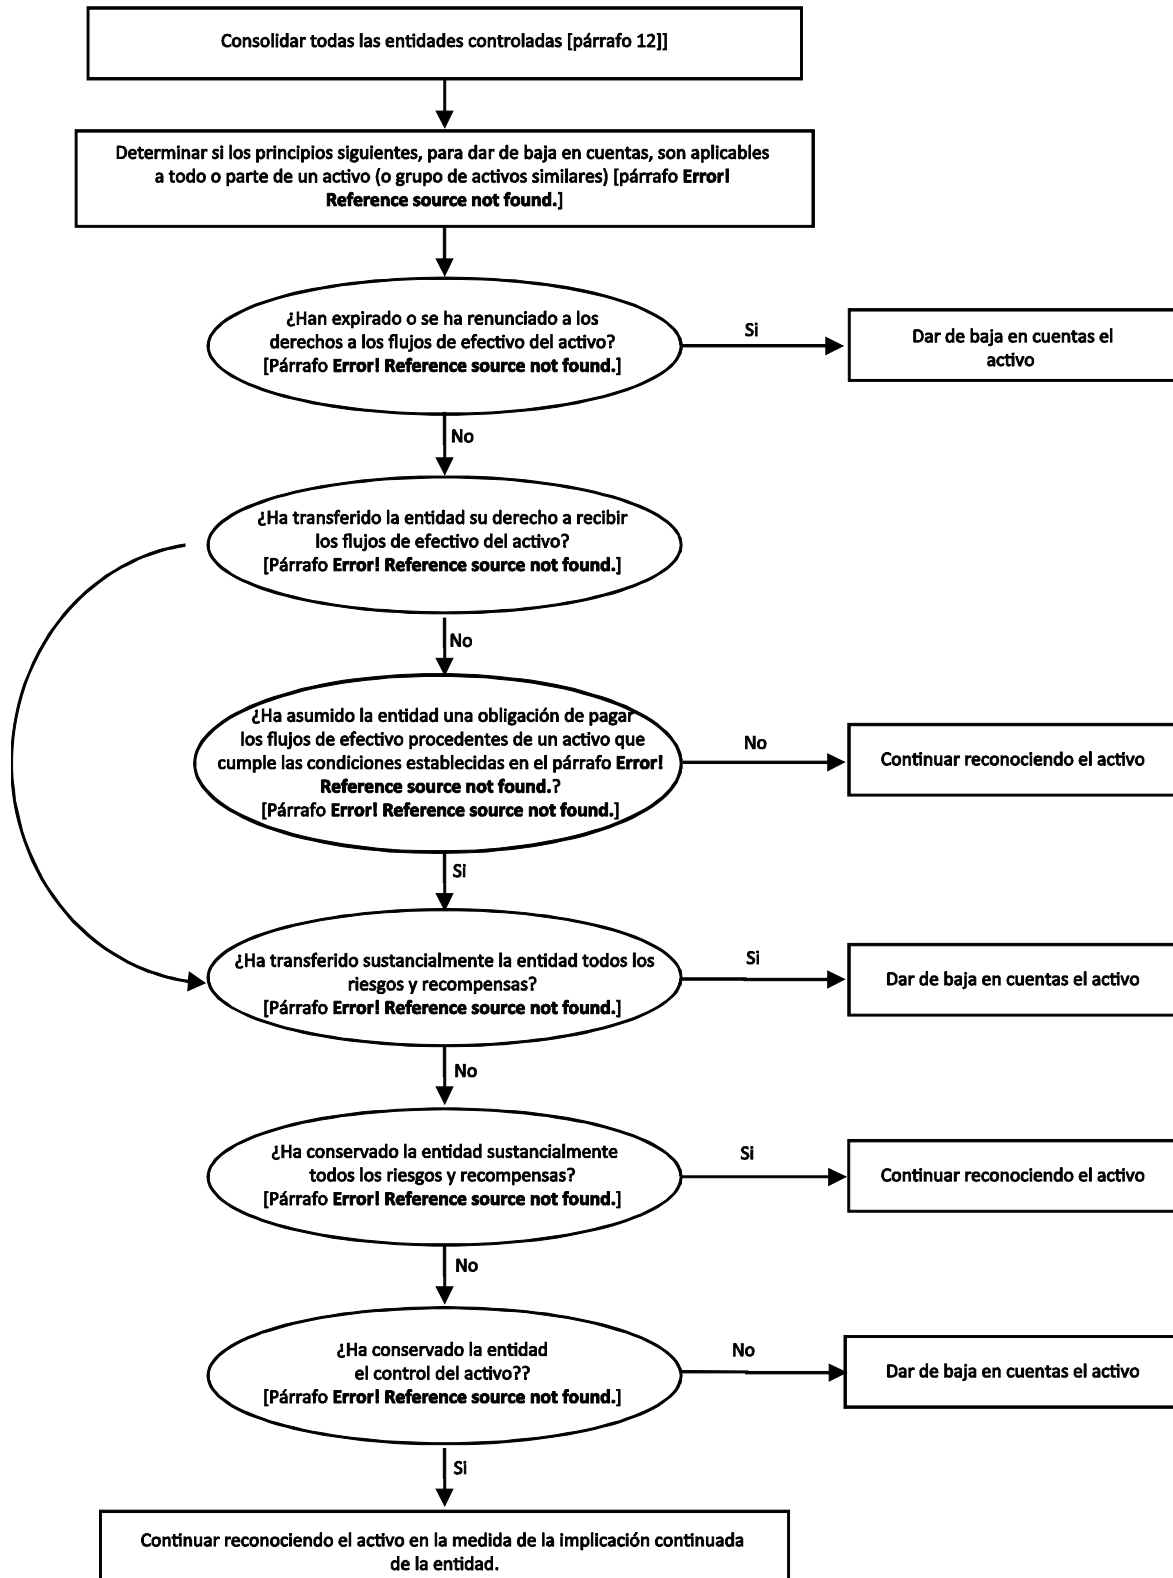 Consolidar todas las entidades controladas [párrafo 12]]
Determinar si los principios siguientes, para dar de baja en cuentas, son aplicables
a todo o parte de un activo (o grupo de activos similares) [párrafo Error!
Reference source not found.]
¿Han expirado o se ha renunciado a los
derechos a los flujos de efectivo del activo?
[Párrafo Error! Reference source not found.]
Si
Dar de baja en cuentas el
activo
No
¿Ha transferido la entidad su derecho a recibir
los flujos de efectivo del activo?
[Párrafo Error! Reference source not found.]
No
¿Ha asumido la entidad una obligación de pagar
los flujos de efectivo procedentes de un activo que
cumple las condiciones establecidas en el párrafo Error!
Reference source not found.?
[Párrafo Error! Reference source not found.]
No
Continuar reconociendo el activo
Si
¿Ha transferido sustancialmente la entidad todos los
riesgos y recompensas?
[Párrafo Error! Reference source not found.]
Si
Dar de baja en cuentas el activo
No
¿Ha conservado la entidad sustancialmente
todos los riesgos y recompensas?
[Párrafo Error! Reference source not found.]
Si
Continuar reconociendo el activo
No
¿Ha conservado la entidad
el control del activo??
[Párrafo Error! Reference source not found.]
No
Dar de baja en cuentas el activo
Si
Continuar reconociendo el activo en la medida de la implicación continuada
de la entidad.